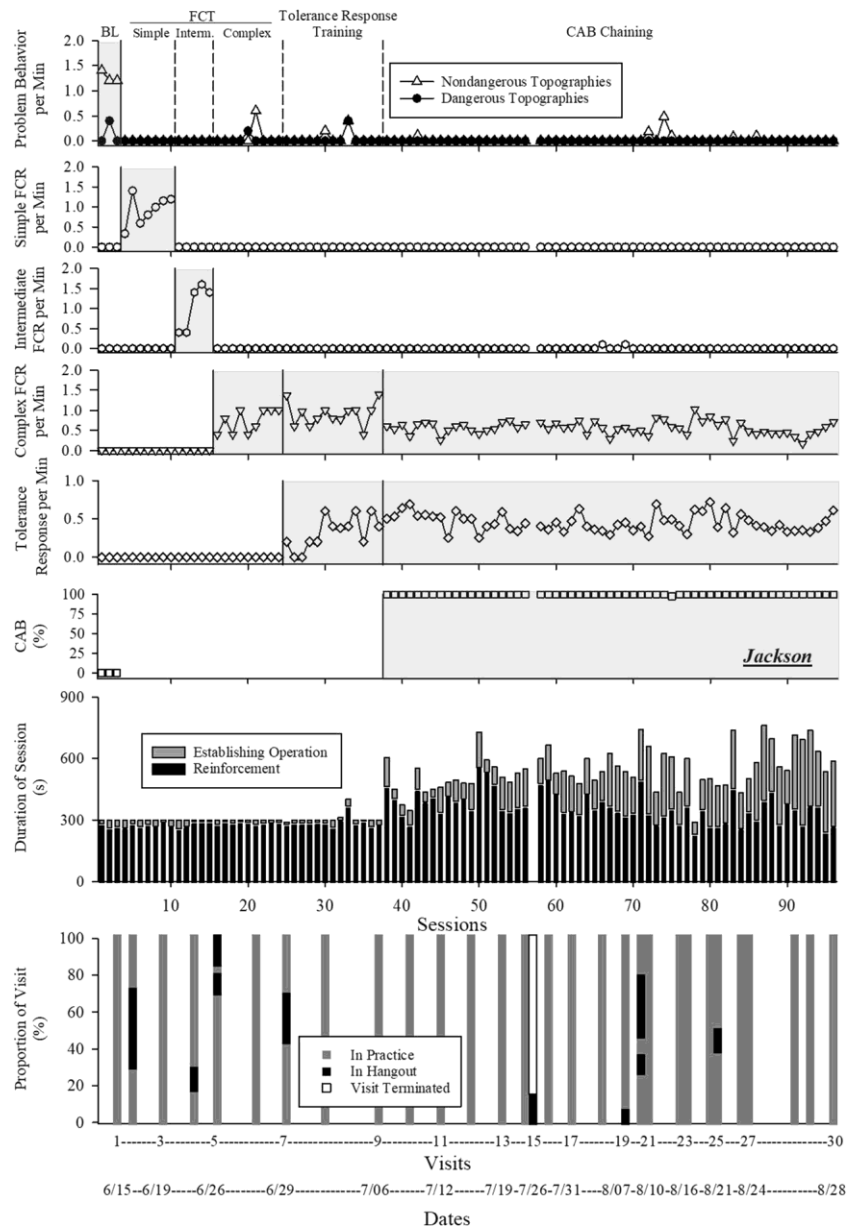 FCT
Tolerance Response
BL
Simple
Interm.
Complex
Training
CAB Chaining
Problem Behavior
per Min
2.0
1.5
1.0
0.5
0.0
Nondangerous Topographies
Dangerous Topographies
Simple FCR
per Min
2.0
1.5
1.0
0.5
0.0
Intermediate
FCR per Min
2.0
1.5
1.0
0.5
0.0
Complex FCR
per Min
2.0
1.5
1.0
0.5
0.0
Tolerance
Response per Min
1.0
0.5
0.0
CAB
(%)
100
75
50
25
0
Jackson
Duration of Session
(s)
900
600
300
0
Establishing Operation
Reinforcement
10 20 30 40 50 60 70 80 90
Sessions
Proportion of Visit
(%)
100
80
60
40
20
0
In Practice
In Hangout
Visit Terminated
1-------3-------5---------7------------9--------11--------13---15---17------19--21----23----25----27-------------30
Visits
6/15--6/19-----6/26---------6/29--------------7/06--------7/12-------7/19-7/26-7/31----8/07-8/10--8/16--8/21--8/24-----------8/28
Dates